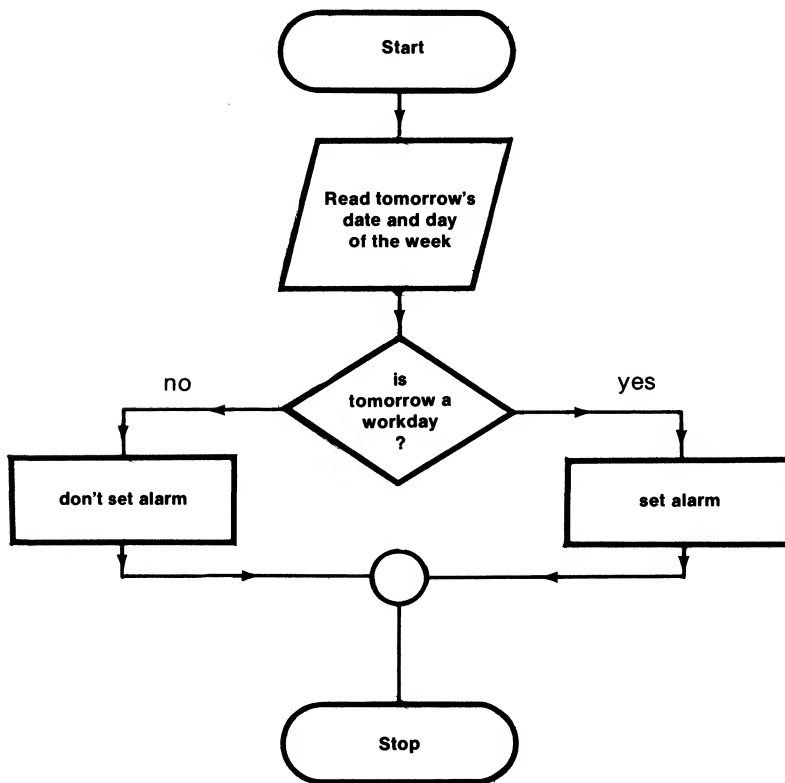 Start
Read tomorrow's
date and day
of the week
is
tomorrow a
workday
?
no
yes
don't set alarm
set alarm
Stop